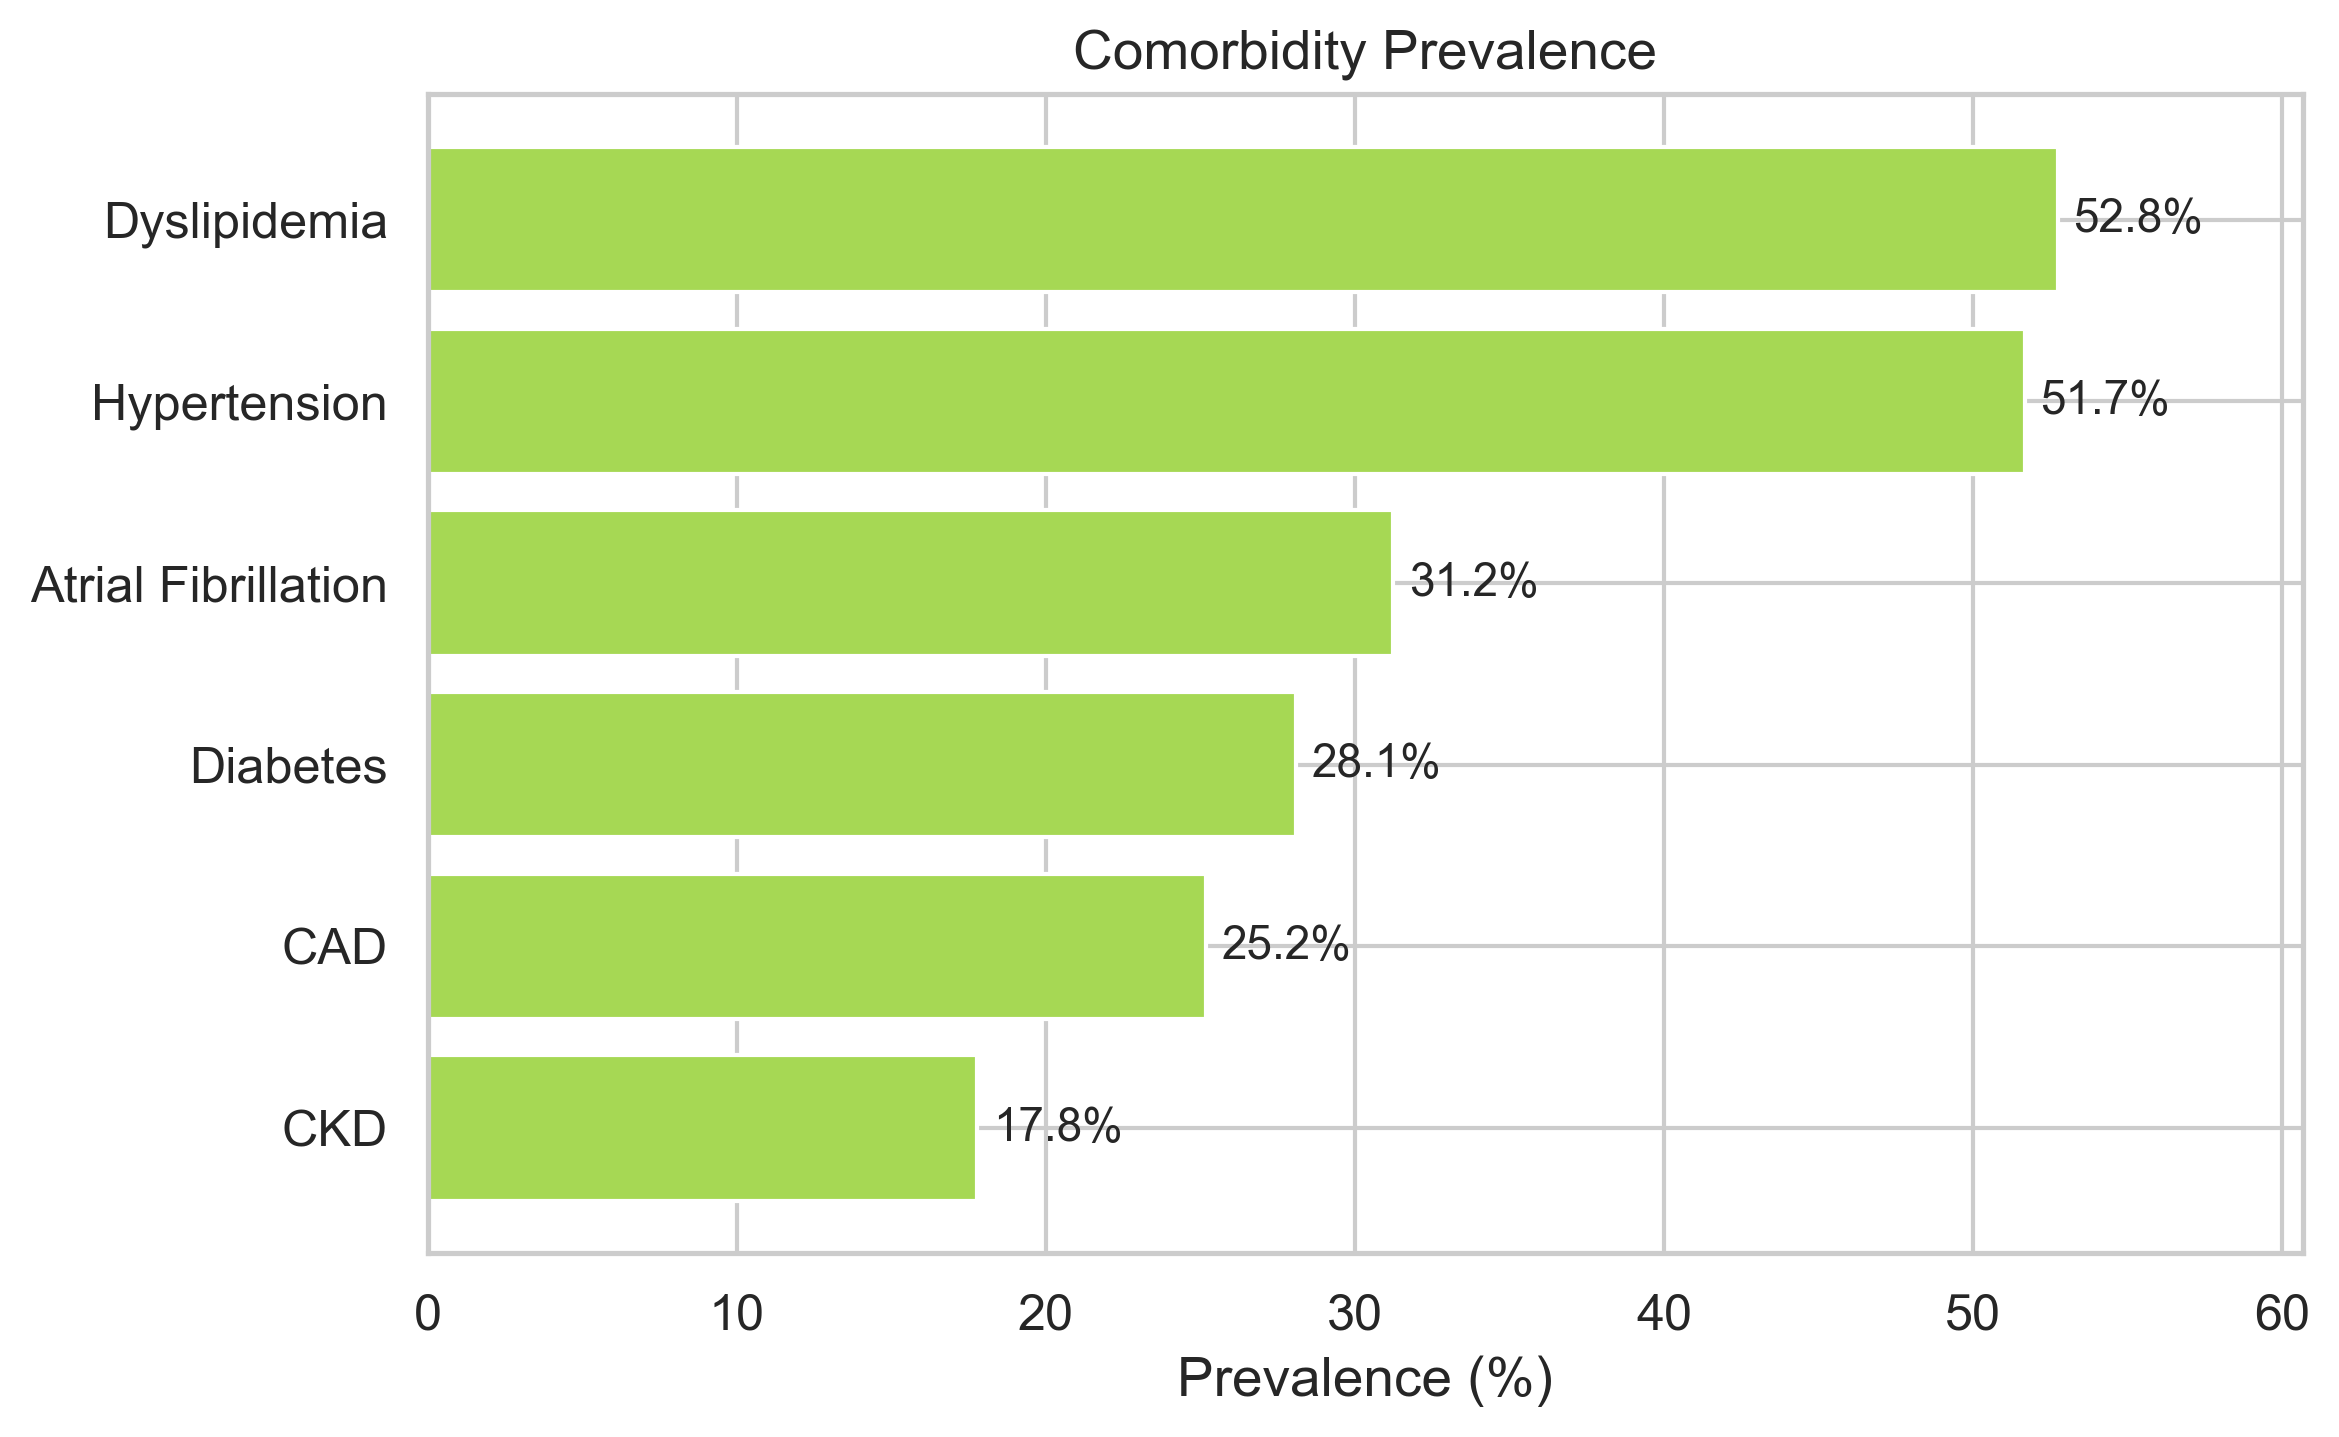 Comorbidity Prevalence
Dyslipidemia 52.8%
Hypertension 51.7%
Atrial Fibrillation 31.2%
Diabetes 28.1%
CAD 25.2%
CKD 17.8%
0 10 20 30 40 50 60
Prevalence (%)